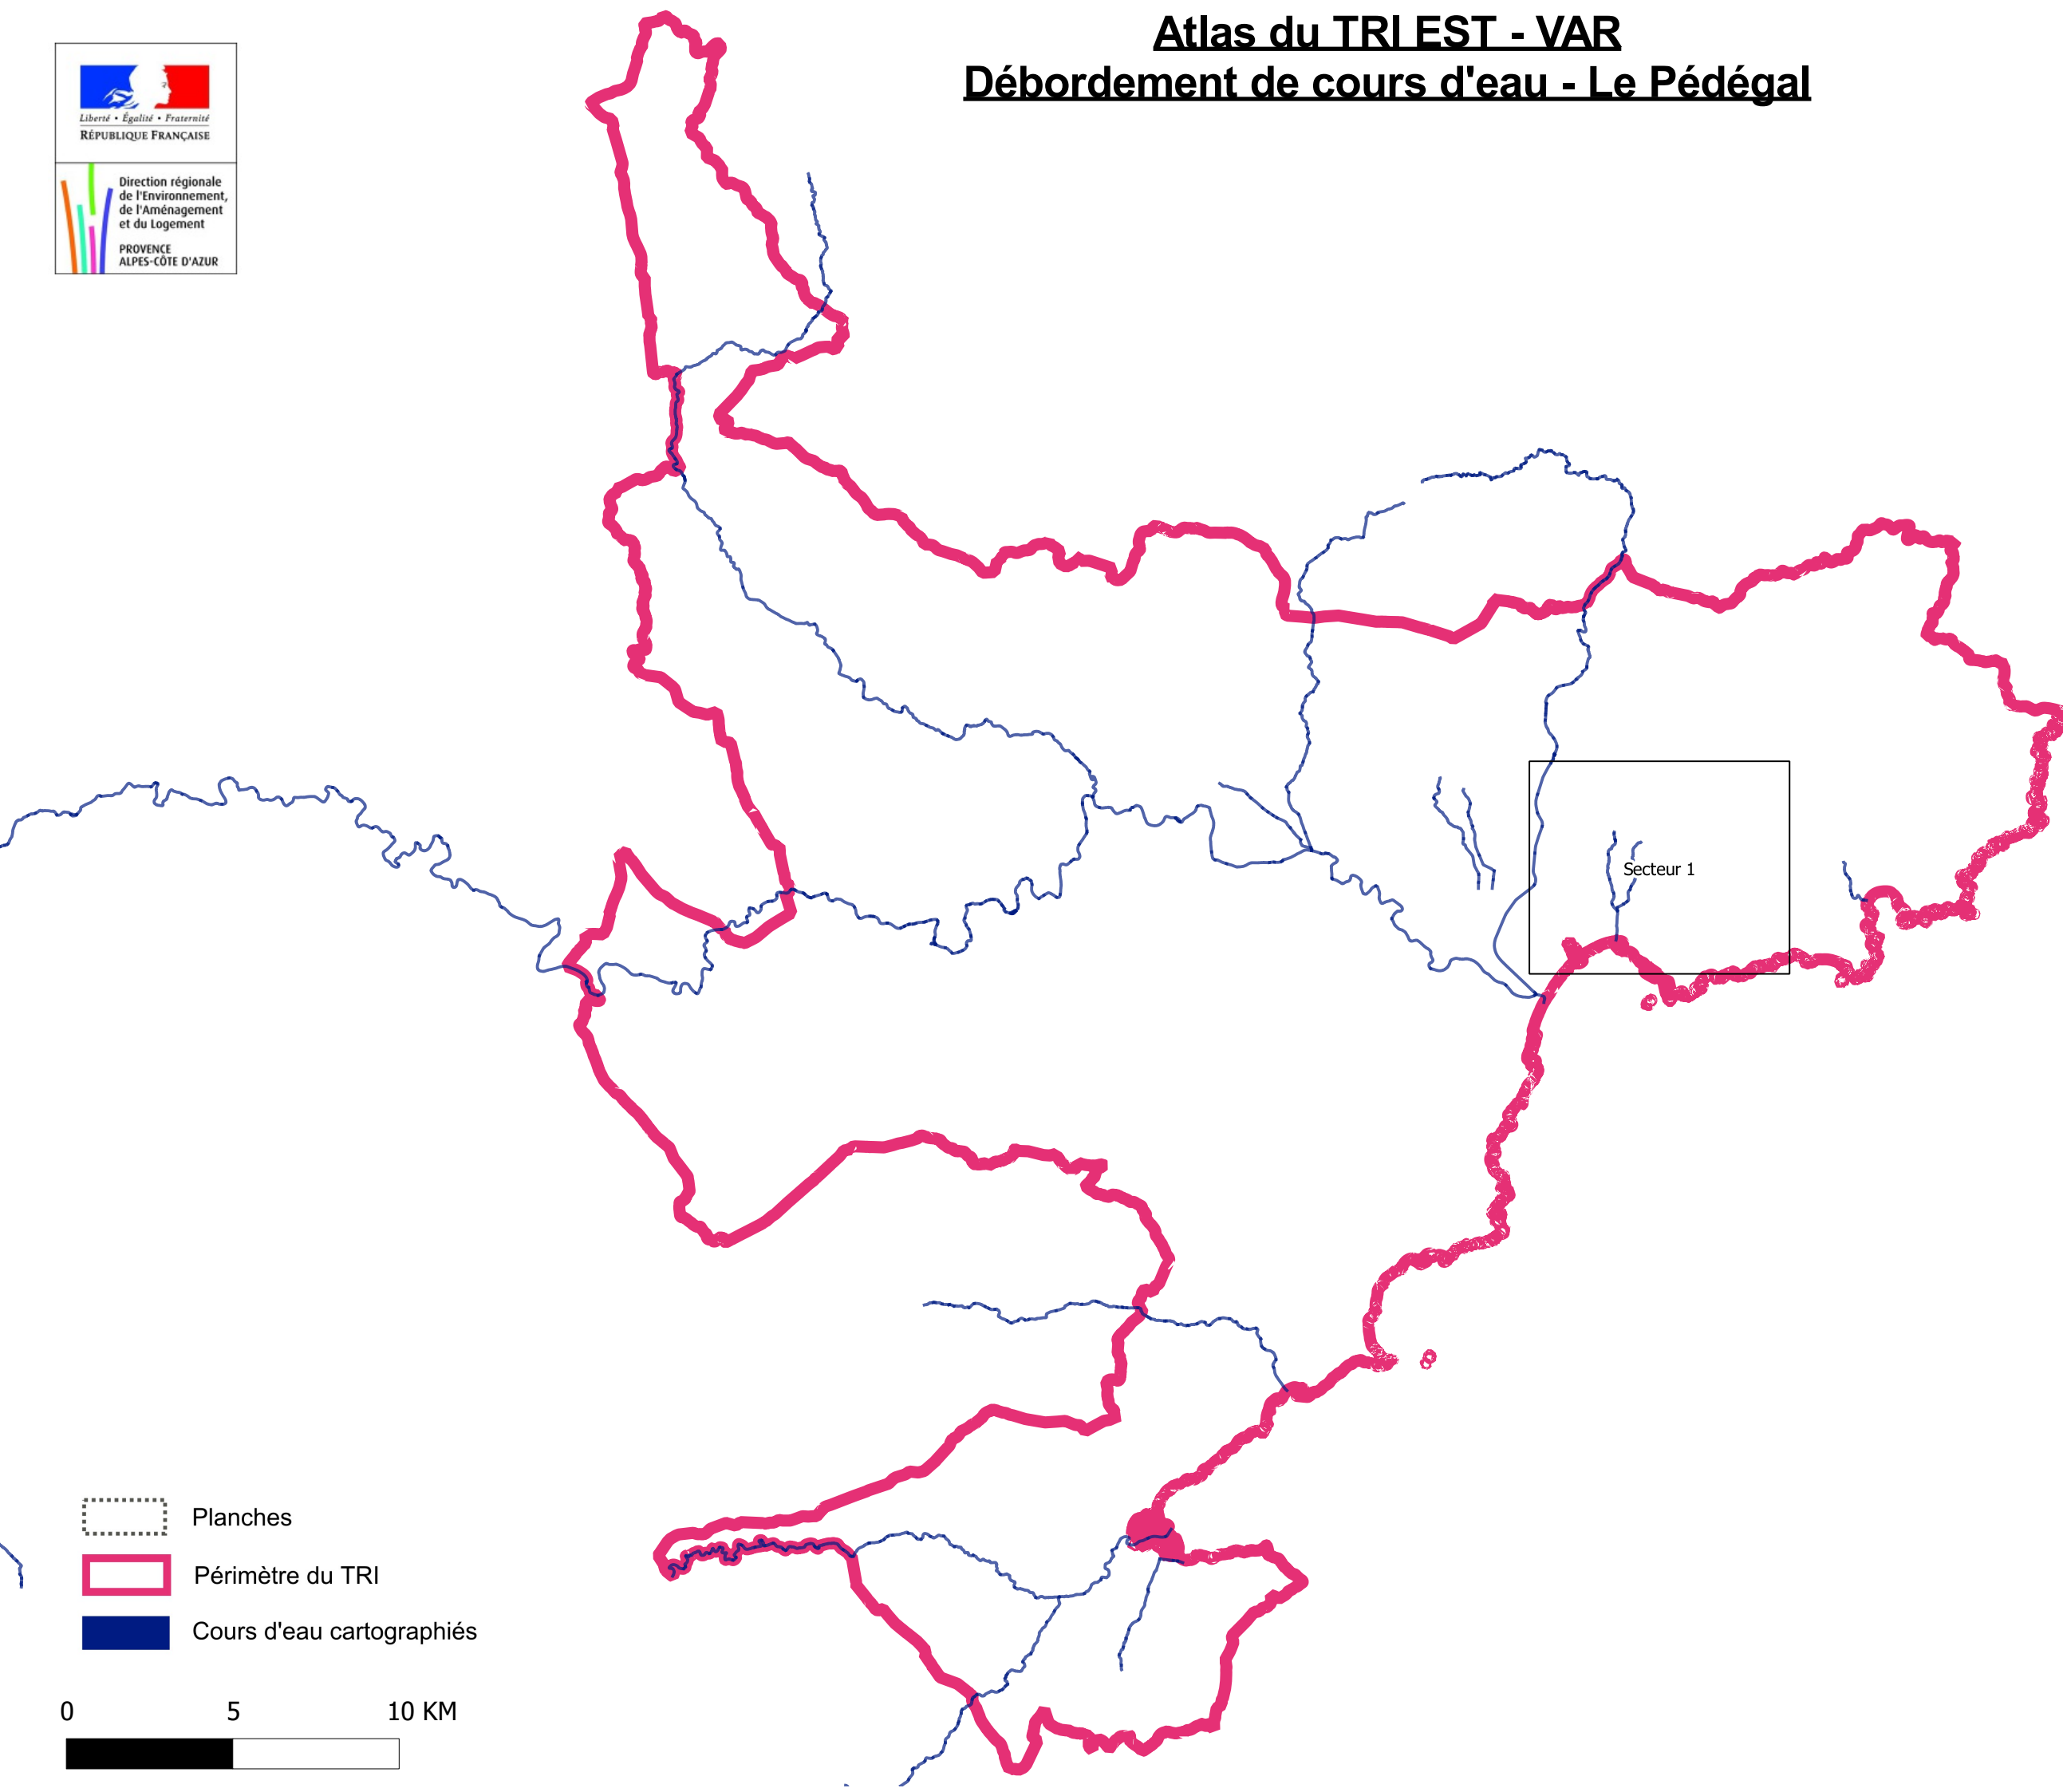 Atlas du TRI EST - VAR
Débordement de cours d'eau - Le Pédégal
Liberté • Égalité • Fraternité
RÉPUBLIQUE FRANÇAISE
Direction régionale
de l'Environnement,
de l'Aménagement
et du Logement
PROVENCE
ALPES-CÔTE D'AZUR
Secteur 1
Planches
Périmètre du TRI
Cours d'eau cartographiés
0 5 10 KM